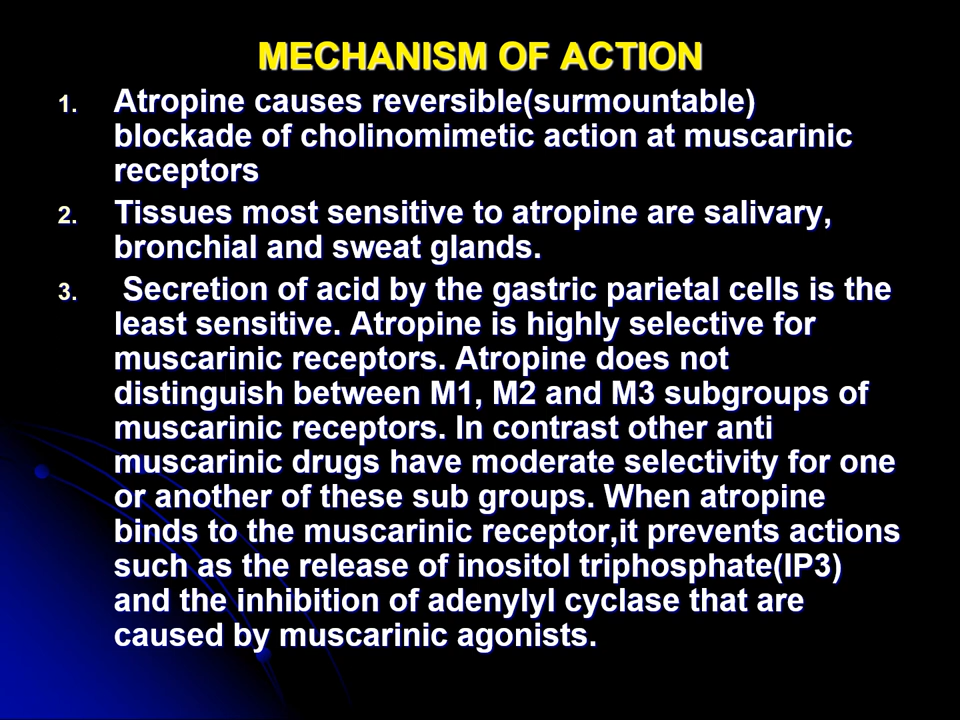 MECHANISM OF ACTION
1. Atropine causes reversible(surmountable)
blockade of cholinomimetic action at muscarinic
receptors
2. Tissues most sensitive to atropine are salivary,
bronchial and sweat glands.
3. Secretion of acid by the gastric parietal cells is the
least sensitive. Atropine is highly selective for
muscarinic receptors. Atropine does not
distinguish between M1, M2 and M3 subgroups of
muscarinic receptors. In contrast other anti
muscarinic drugs have moderate selectivity for one
or another of these sub groups. When atropine
binds to the muscarinic receptor,it prevents actions
such as the release of inositol triphosphate(IP3)
and the inhibition of adenylyl cyclase that are
caused by muscarinic agonists.